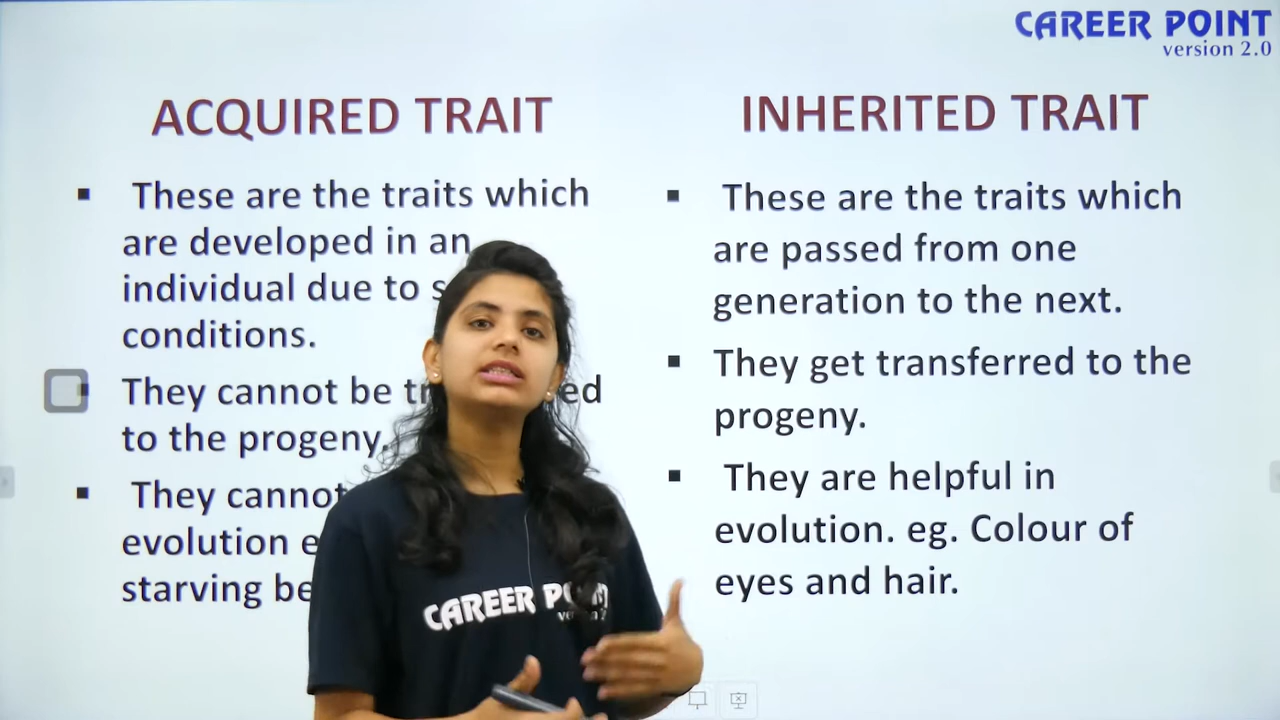 CAREER POINT
version 2.0
ACQUIRED TRAIT
▪ These are the traits which
are developed in an
individual due to
conditions.
▪ They cannot be
to the progeny.
▪ They cannot
evolution
starving
INHERITED TRAIT
▪ These are the traits which
are passed from one
generation to the next.
▪ They get transferred to the
progeny.
▪ They are helpful in
evolution. eg. Colour of
eyes and hair.
CAREER